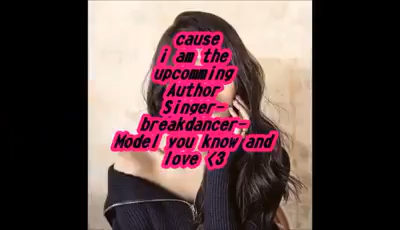 cause
i am the
upcomming
Author
Singer-
breakdancer-
Model you know and
love <3